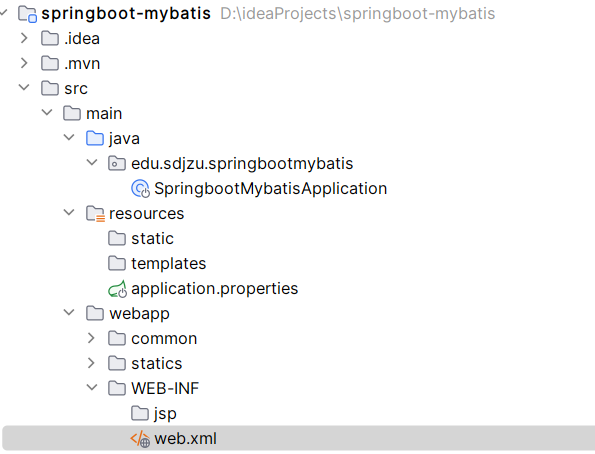 springboot-mybatis D:\ideaProjects\springboot-mybatis
.idea
.mvn
src
main
java
edu.sdjzu.springbootmybatis
SpringbootMybatisApplication
resources
static
templates
application.properties
webapp
common
statics
WEB-INF
jsp
web.xml